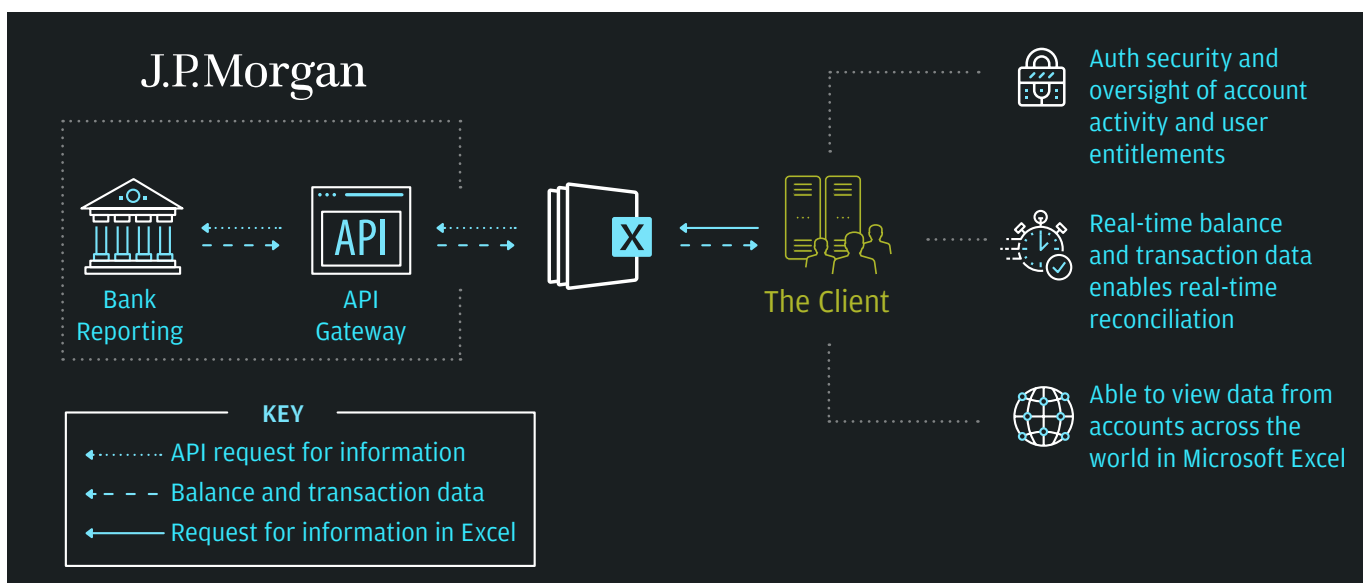 J.P.Morgan
Bank
Reporting
API
API
Gateway
X
The Client
Auth security and
oversight of account
activity and user
entitlements
Real-time balance
and transaction data
enables real-time
reconciliation
Able to view data from
accounts across the
world in Microsoft Excel
KEY
API request for information
Balance and transaction data
Request for information in Excel